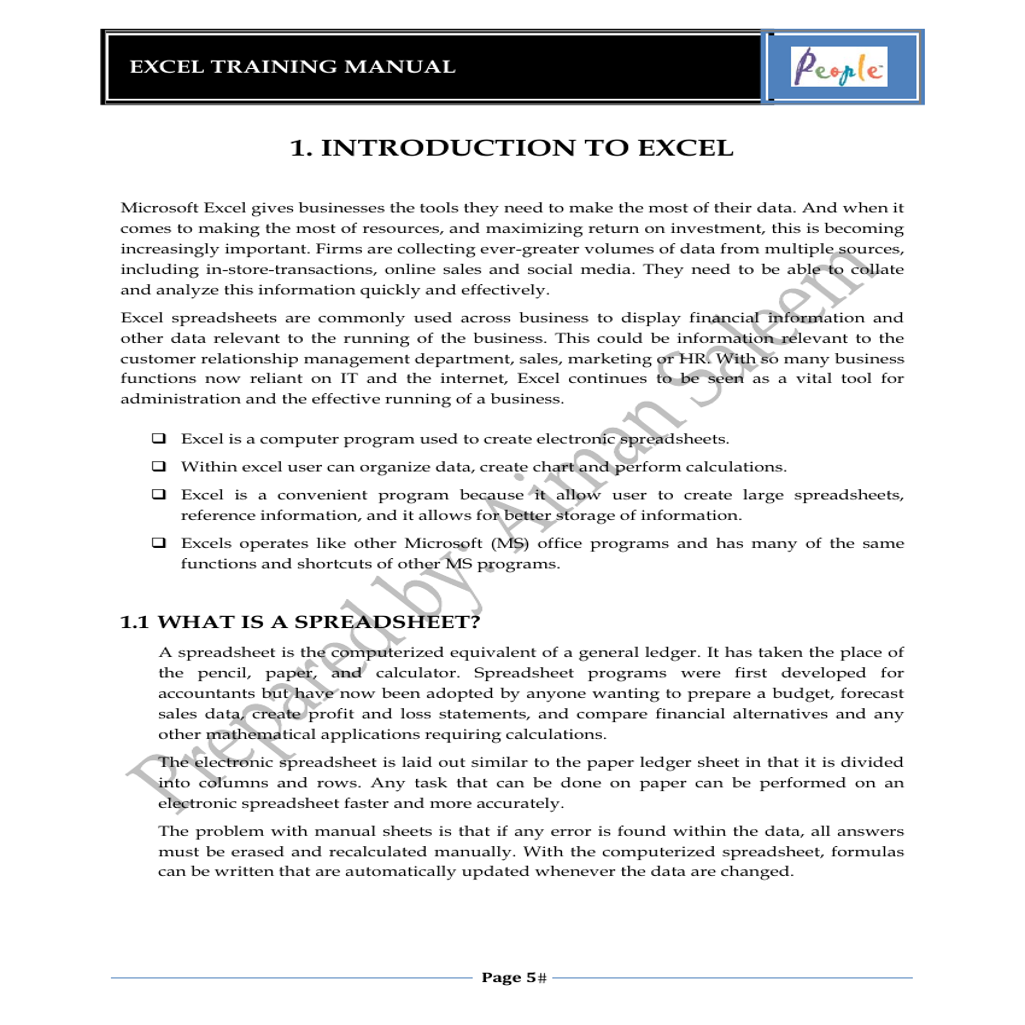 EXCEL TRAINING MANUAL
People
1. INTRODUCTION TO EXCEL
Microsoft Excel gives businesses the tools they need to make the most of their data. And when it
comes to making the most of resources, and maximizing return on investment, this is becoming
increasingly important. Firms are collecting ever-greater volumes of data from multiple sources,
including in-store-transactions, online sales and social media. They need to be able to collate
and analyze this information quickly and effectively.
Excel spreadsheets are commonly used across business to display financial information and
other data relevant to the running of the business. This could be information relevant to the
customer relationship management department, sales, marketing or HR. With so many business
functions now reliant on IT and the internet, Excel continues to be seen as a vital tool for
administration and the effective running of a business.
❑ Excel is a computer program used to create electronic spreadsheets.
❑ Within excel user can organize data, create chart and perform calculations.
❑ Excel is a convenient program because it allow user to create large spreadsheets,
reference information, and it allows for better storage of information.
❑ Excels operates like other Microsoft (MS) office programs and has many of the same
functions and shortcuts of other MS programs.
1.1 WHAT IS A SPREADSHEET?
A spreadsheet is the computerized equivalent of a general ledger. It has taken the place of
the pencil, paper, and calculator. Spreadsheet programs were first developed for
accountants but have now been adopted by anyone wanting to prepare a budget, forecast
sales data, create profit and loss statements, and compare financial alternatives and any
other mathematical applications requiring calculations.
The electronic spreadsheet is laid out similar to the paper ledger sheet in that it is divided
into columns and rows. Any task that can be done on paper can be performed on an
electronic spreadsheet faster and more accurately.
The problem with manual sheets is that if any error is found within the data, all answers
must be erased and recalculated manually. With the computerized spreadsheet, formulas
can be written that are automatically updated whenever the data are changed.
Prepared by: Aiman Saleem
Page 5#